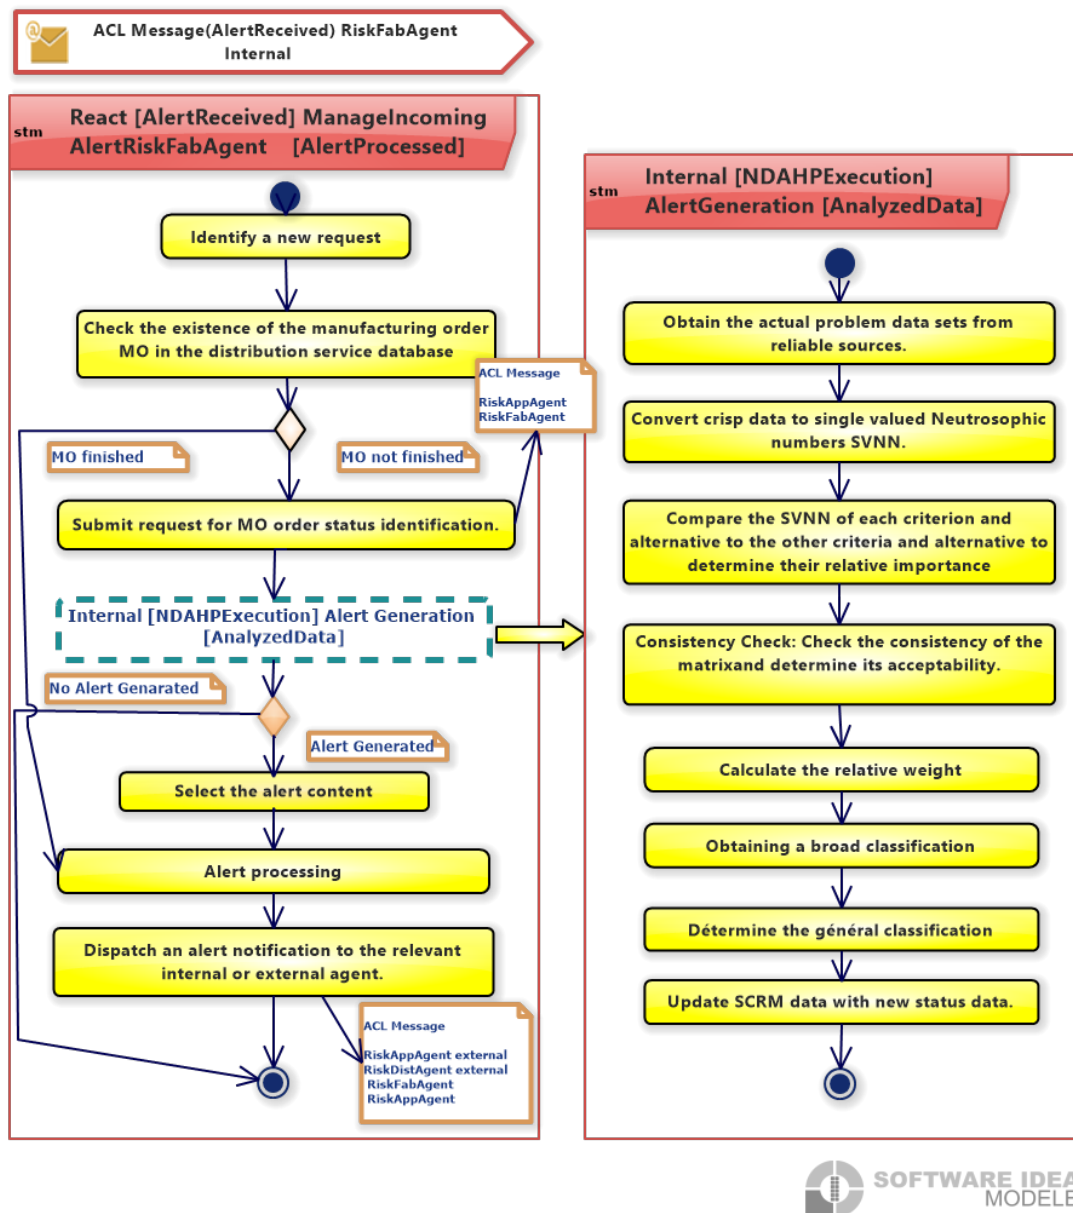 ACL Message(AlertReceived) RiskFabAgent
Internal
stm
React [AlertReceived] ManageIncoming
AlertRiskFabAgent [AlertProcessed]
Identify a new request
Check the existence of the manufacturing order
MO in the distribution service database
ACL Message
RiskAppAgent
RiskFabAgent
MO finished
MO not finished
Submit request for MO order status identification.
Internal [NDAHPExecution] Alert Generation
[AnalyzedData]
No Alert Genarated
Alert Generated
Select the alert content
Alert processing
Dispatch an alert notification to the relevant
internal or external agent.
ACL Message
RiskAppAgent external
RiskDistAgent external
RiskFabAgent
RiskAppAgent
stm
Internal [NDAHPExecution]
AlertGeneration [AnalyzedData]
Obtain the actual problem data sets from
reliable sources.
Convert crisp data to single valued Neutrosophic
numbers SVNN.
Compare the SVNN of each criterion and
alternative to the other criteria and alternative to
determine their relative importance
Consistency Check: Check the consistency of the
matrixand determine its acceptability.
Calculate the relative weight
Obtaining a broad classification
Détermine the général classification
Update SCRM data with new status data.
SOFTWARE IDEA
MODELE